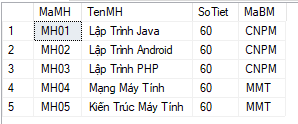 MaMH TenMH SoTiet MaBM
1 MH01 Lập Trình Java 60 CNPM
2 MH02 Lập Trình Android 60 CNPM
3 MH03 Lập Trình PHP 60 CNPM
4 MH04 Mạng Máy Tính 60 MMT
5 MH05 Kiến Trúc Máy Tính 60 MMT